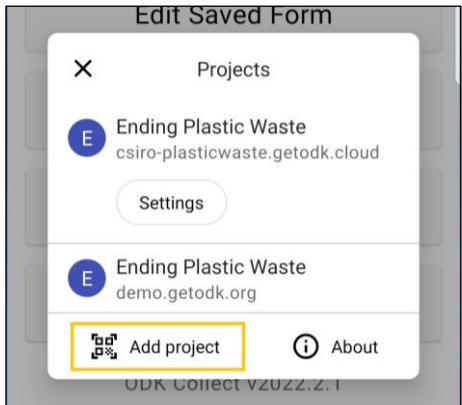 Edit Saved Form
Projects
E
Ending Plastic Waste
csiro-plasticwaste.getodk.cloud
Settings
E
Ending Plastic Waste
demo.getodk.org
Add project
About
ODK Collect v2022.2.1